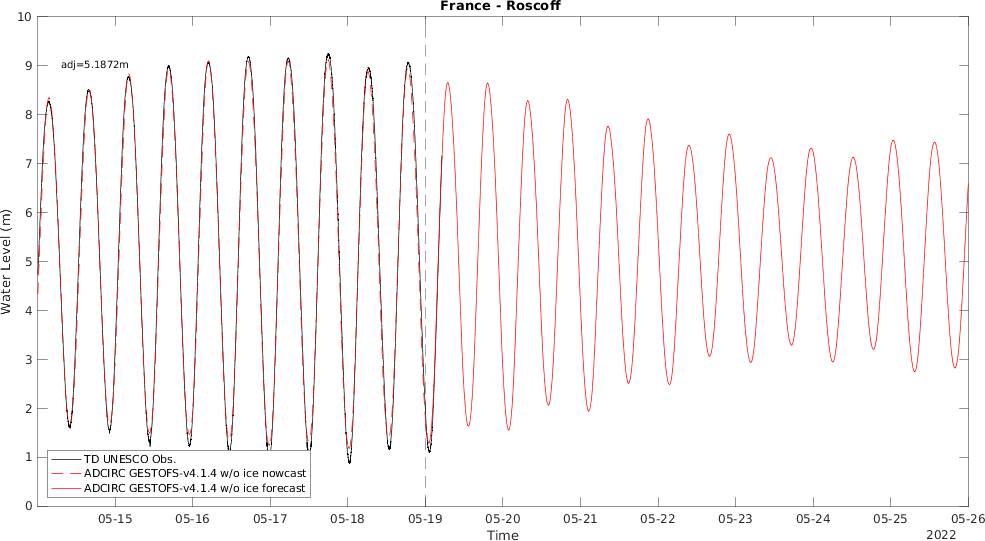 France - Roscoff
10
9
8
7
6
5
4
3
2
1
0
Water Level (m)
adj=5.1872m
TD UNESCO Obs.
ADCIRC GESTOFS-v4.1.4 w/o ice nowcast
ADCIRC GESTOFS-v4.1.4 w/o ice forecast
05-15 05-16 05-17 05-18 05-19 05-20 05-21 05-22 05-23 05-24 05-25 05-26
Time
2022